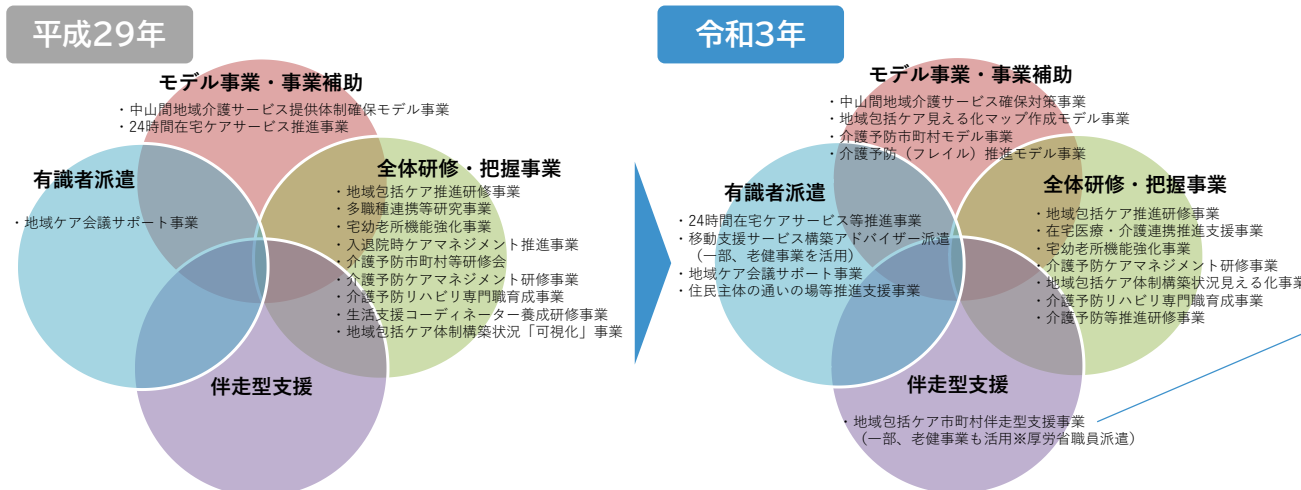 平成29年
モデル事業・事業補助
・中山間地域介護サービス提供体制確保モデル事業
・24時間在宅ケアサービス推進事業
有識者派遣
・地域ケア会議サポート事業
全体研修・把握事業
・地域包括ケア推進研修事業
・多職種連携等研究事業
・宅幼老所機能強化事業
・入退院時ケアマネジメント推進事業
・介護予防市町村等研修会
・介護予防ケアマネジメント研修事業
・介護予防リハビリ専門職育成事業
・生活支援コーディネーター養成研修事業
・地域包括ケア体制構築状況「可視化」事業
伴走型支援
令和3年
モデル事業・事業補助
・中山間地域介護サービス確保対策事業
・地域包括ケア見える化マップ作成モデル事業
・介護予防市町村モデル事業
・介護予防（フレイル）推進モデル事業
有識者派遣
・24時間在宅ケアサービス等推進事業
・移動支援サービス構築アドバイザー派遣
（一部、老健事業を活用）
・地域ケア会議サポート事業
・住民主体の通いの場等推進支援事業
全体研修・把握事業
・地域包括ケア推進研修事業
・在宅医療・介護連携推進支援事業
・宅幼老所機能強化事業
・介護予防ケアマネジメント研修事業
・地域包括ケア体制構築状況見える化事業
・介護予防リハビリ専門職育成事業
・介護予防等推進研修事業
伴走型支援
・地域包括ケア市町村伴走型支援事業
（一部、老健事業も活用※厚労省職員派遣）